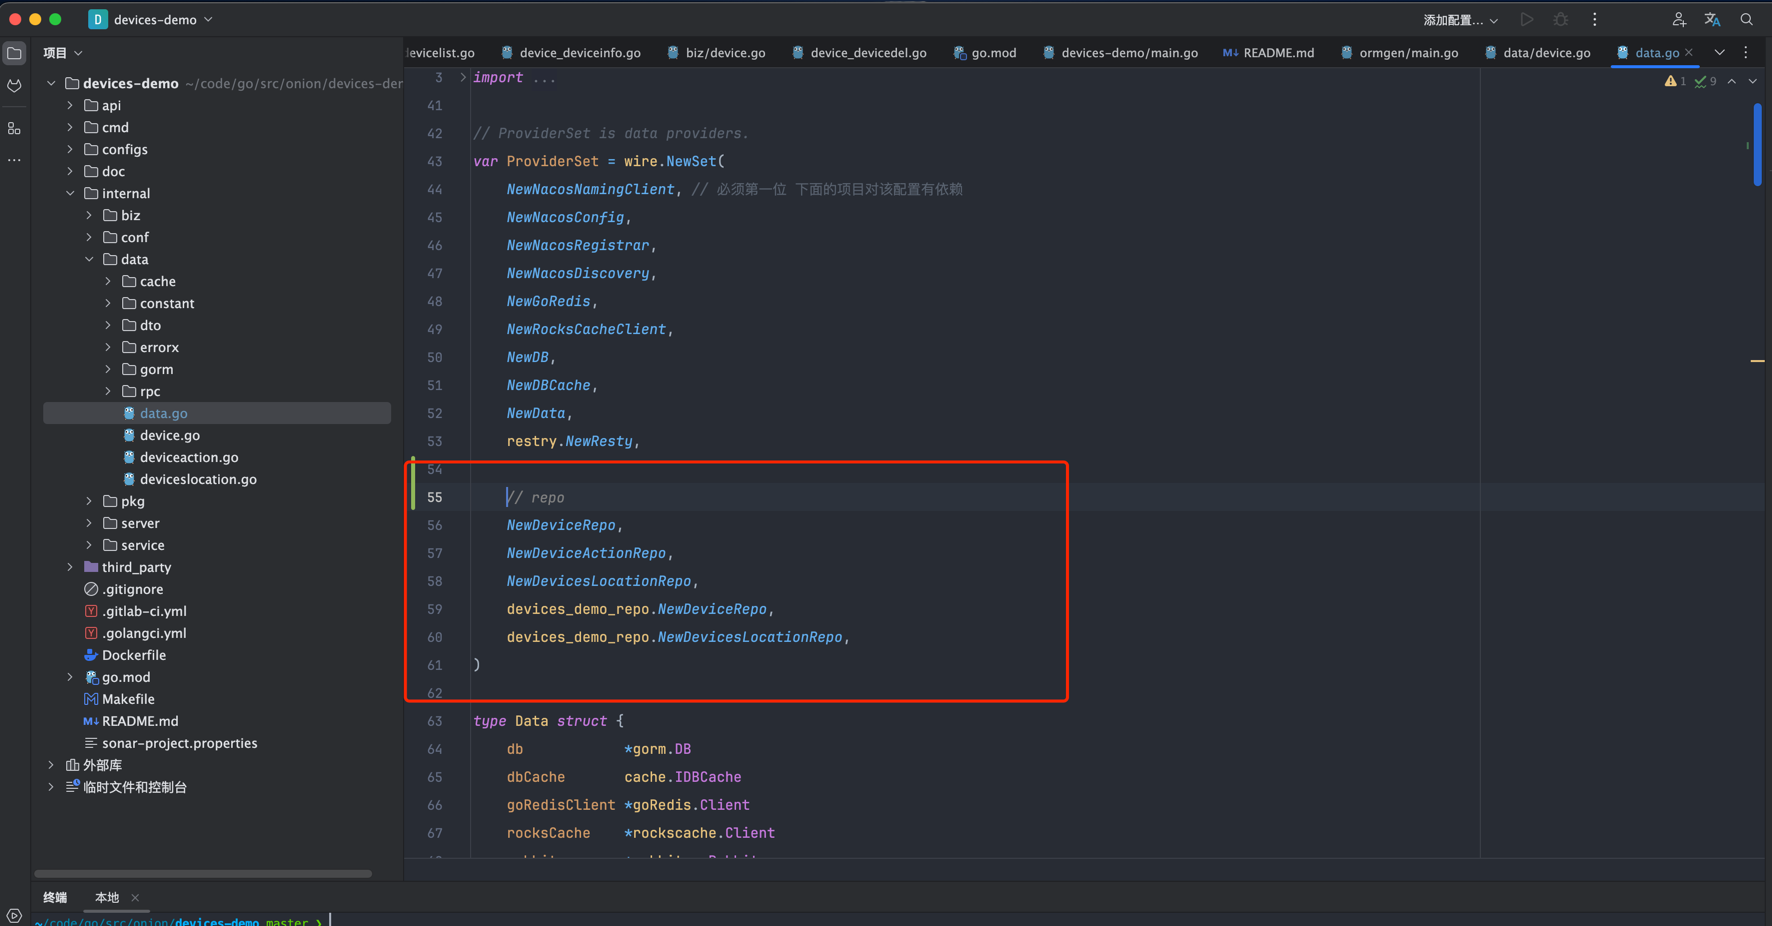 D devices-demo
添加配置...
项目
devices-demo ~/code/go/src/onion/devices-der
api
cmd
configs
doc
internal
biz
conf
data
cache
constant
dto
errorx
gorm
rpc
data.go
device.go
deviceaction.go
deviceslocation.go
pkg
server
service
third_party
.gitignore
.gitlab-ci.yml
.golangci.yml
Dockerfile
go.mod
Makefile
README.md
sonar-project.properties
外部库
临时文件和控制台
evicelist.go device_deviceinfo.go biz/device.go device_devicedel.go go.mod devices-demo/main.go README.md ormgen/main.go data/device.go data.go
1 9
3 import ...
41
42 // ProviderSet is data providers.
43 var ProviderSet = wire.NewSet(
44 NewNacosNamingClient, // 必须第一位 下面的项目对该配置有依赖
45 NewNacosConfig,
46 NewNacosRegistrar,
47 NewNacosDiscovery,
48 NewGoRedis,
49 NewRocksCacheClient,
50 NewDB,
51 NewDBCache,
52 NewData,
53 restry.NewResty,
54
55 // repo
56 NewDeviceRepo,
57 NewDeviceActionRepo,
58 NewDevicesLocationRepo,
59 devices_demo_repo.NewDeviceRepo,
60 devices_demo_repo.NewDevicesLocationRepo,
61 )
62
63 type Data struct {
64 db *gorm.DB
65 dbCache cache.IDBCache
66 goRedisClient *goRedis.Client
67 rocksCache *rockscache.Client
终端 本地
~/code/go/src/onion/devices-demo master ❯